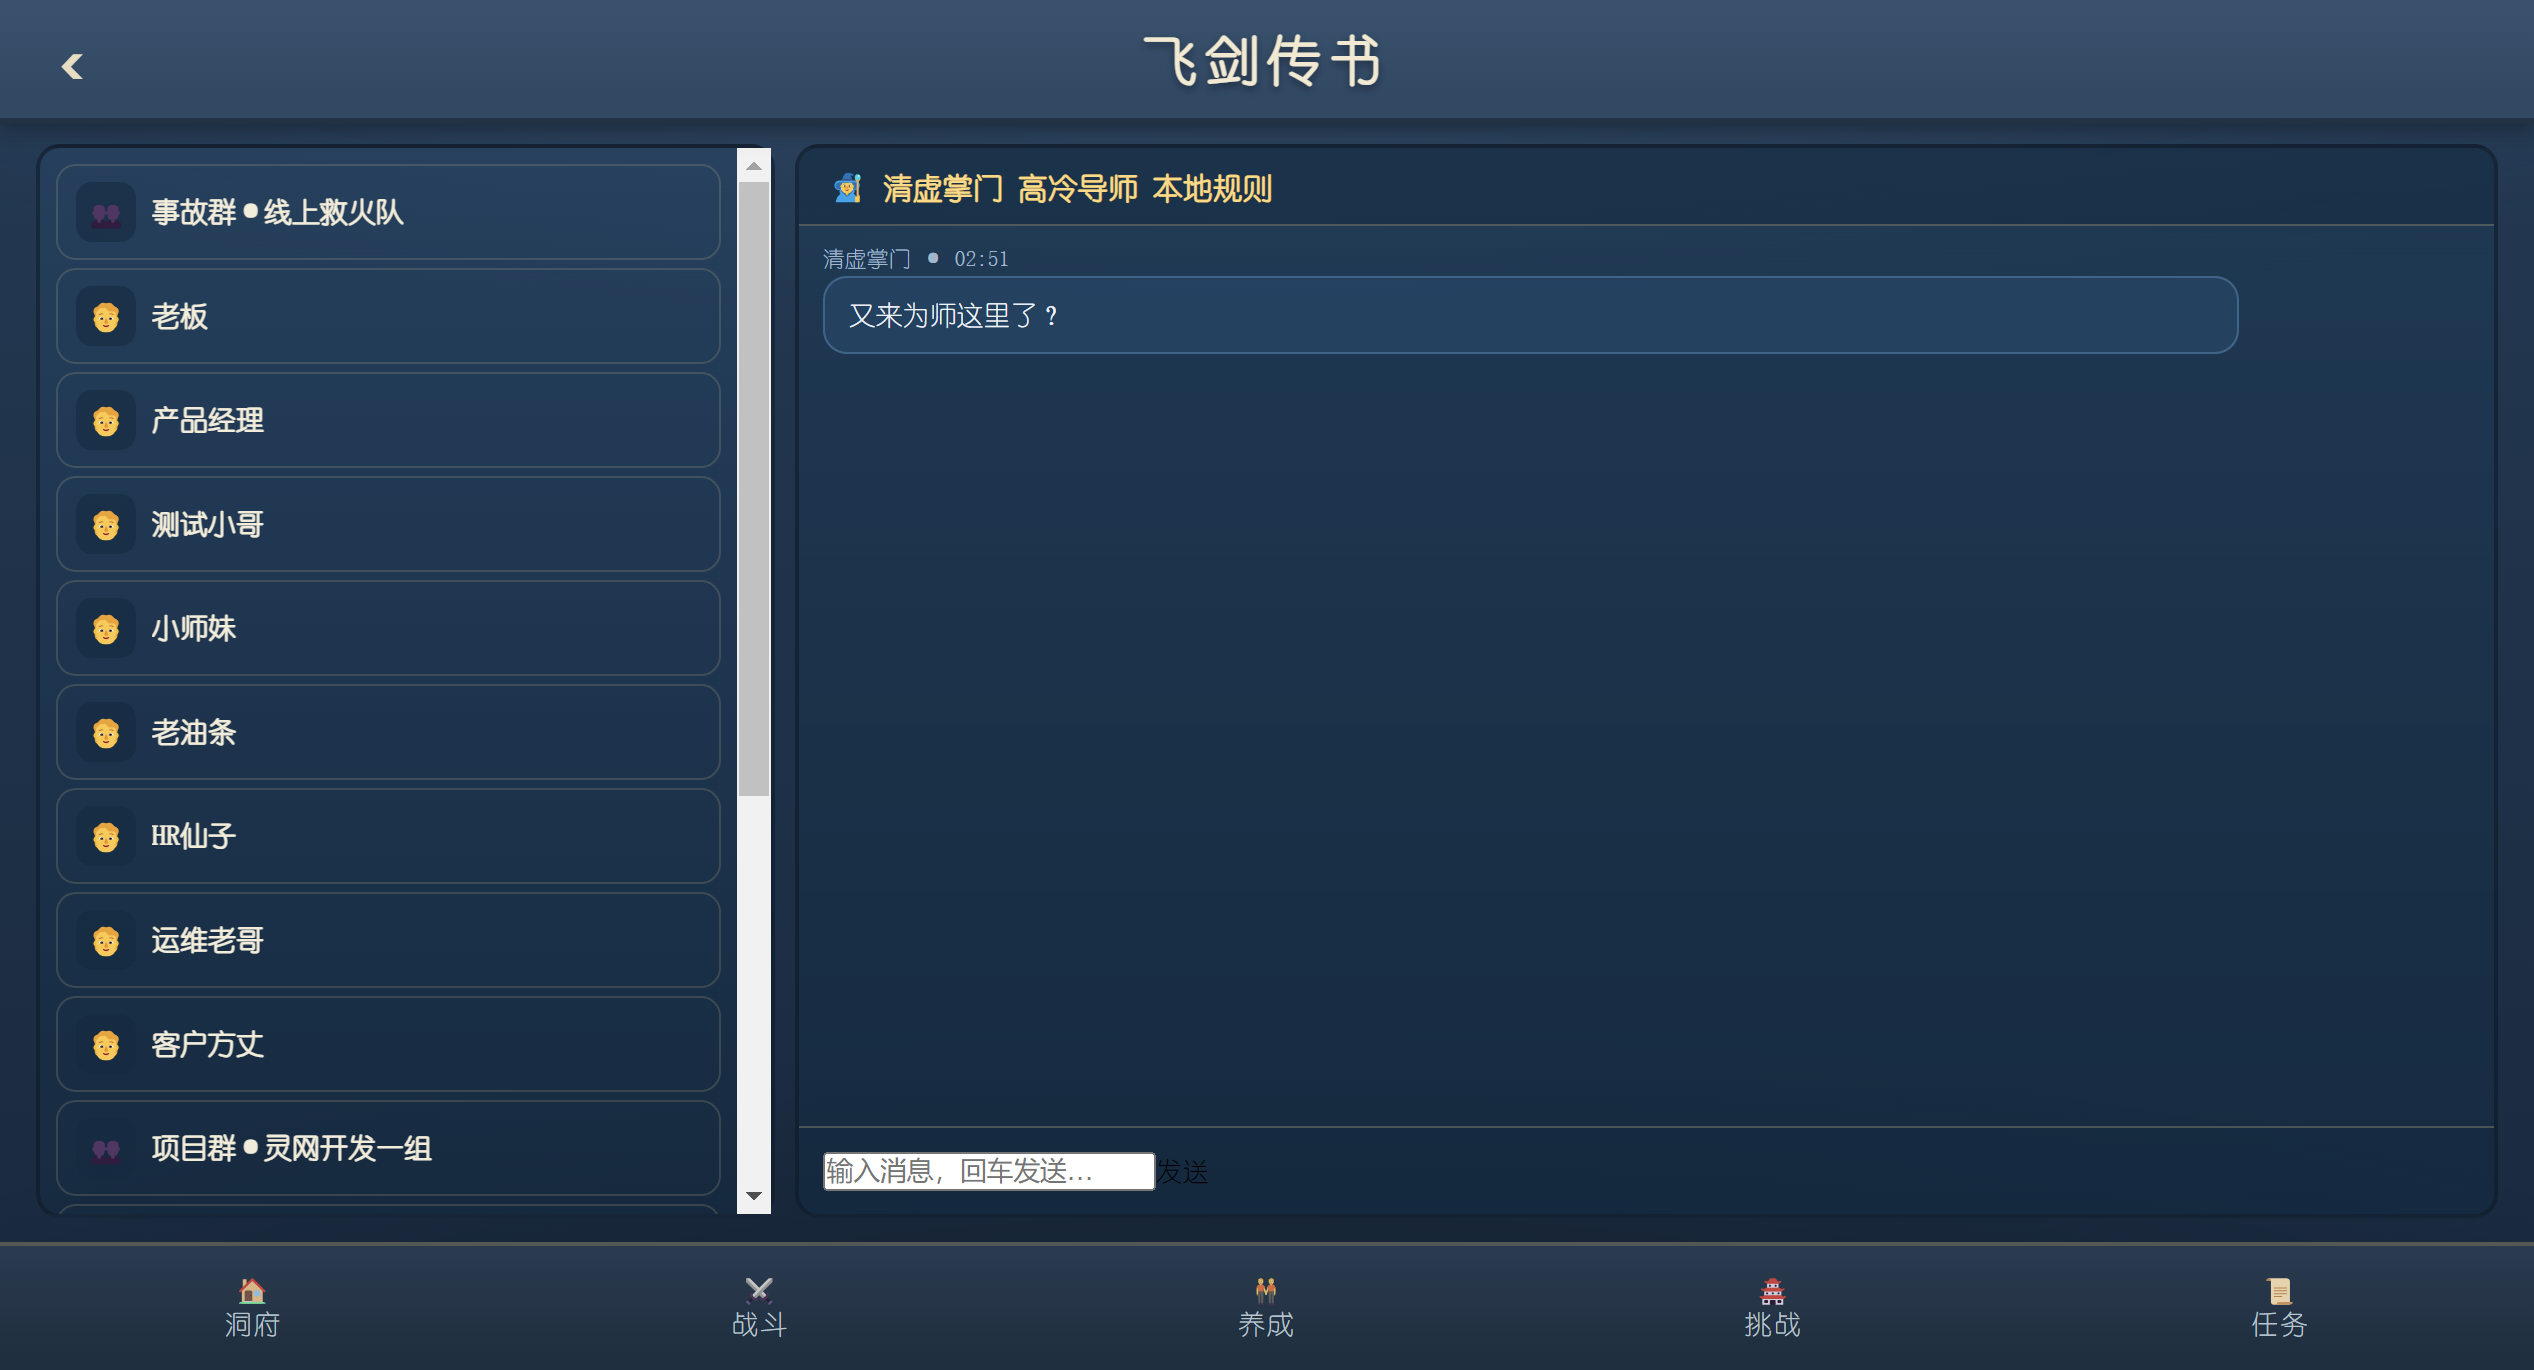 飞剑传书
事故群•线上救火队
老板
产品经理
测试小哥
小师妹
老油条
HR仙子
运维老哥
客户方丈
项目群•灵网开发一组
清虚掌门 高冷导师 本地规则
清虚掌门 • 02:51
又来为师这里了？
输入消息，回车发送...
发送
洞府
战斗
养成
挑战
任务